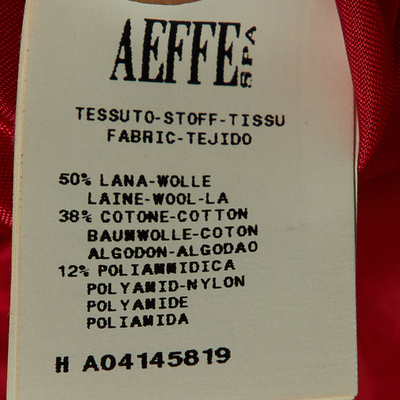 AEFFE SPA
TESSUTO-STOFF-TISSU
FABRIC-TEJIDO
50% LANA-WOLLE
LAINE-WOOL-LA
38% COTONE-COTTON
BAUMWOLLE-COTON
ALGODON-ALGODAO
12% POLIAMMIDICA
POLYAMID-NYLON
POLYAMIDE
POLIAMIDA
H A04145819